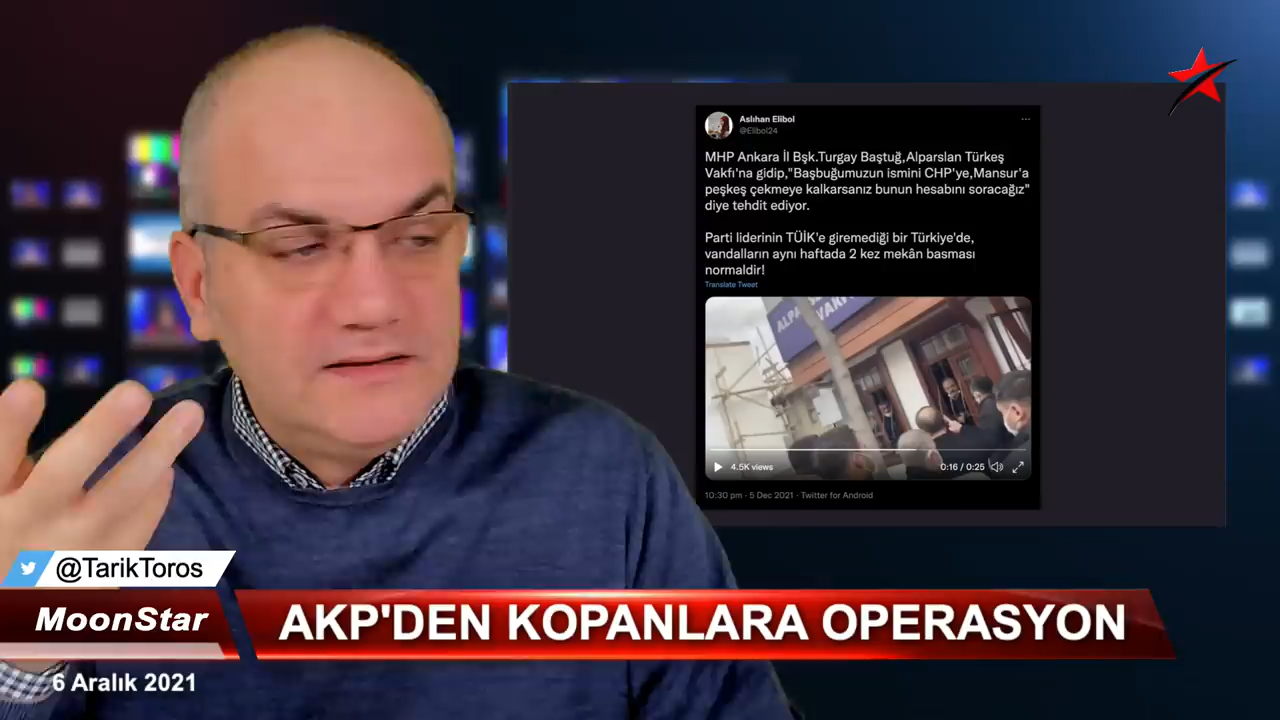 Aslıhan Elibol
@Elibol24
MHP Ankara İl Bşk.Turgay Baştuğ,Alparslan Türkeş
Vakfı'na gidip,"Başbuğumuzun ismini CHP'ye,Mansur'a
peşkeş çekmeye kalkarsanız bunun hesabını soracağız"
diye tehdit ediyor.
Parti liderinin TÜİK'e giremediği bir Türkiye'de,
vandalların aynı haftada 2 kez mekân basması
normaldir!
Translate Tweet
4.5K views
0:16 / 0:25
10:30 pm · 5 Dec 2021 · Twitter for Android
@TarikToros
MoonStar
AKP'DEN KOPANLARA OPERASYON
6 Aralık 2021